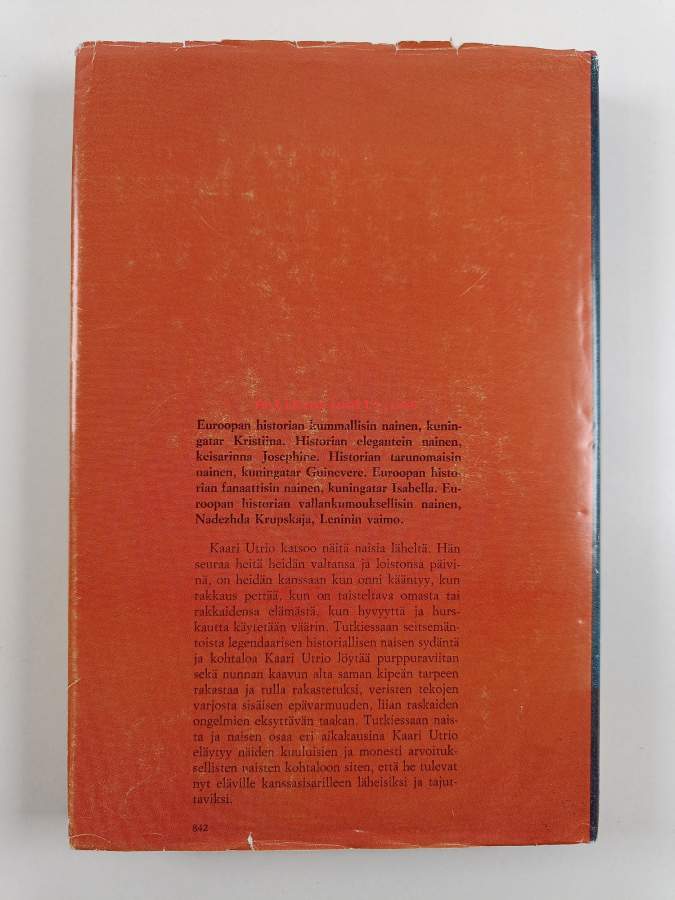 Euroopan historian kummallisin nainen, kunin-
gatar Kristiina. Historian elegantein nainen,
keisarinna Josephine. Historian tarunomaisin
nainen, kuningatar Guinevere. Euroopan histo
rian fanaattisin nainen, kuningatar Isabella. Eu-
roopan historian vallankumouksellisin nainen,
Nadezhda Krupskaja, Leninin vaimo.
Kaari Utrio katsoo näitä naisia läheltä. Hän
seuraa heitä heidän valtansa ja loistonsa päivi-
nä, on heidän kanssaan kun onni kääntyy, kun
rakkaus pettää, kun on taisteltava omasta tai
rakkaidensa elämästä, kun hyvyyttä ja hurs-
kautta käytetään väärin. Tutkiessaan seitsemän-
toista legendaarisen historiallisen naisen sydäntä
ja kohtaloa Kaari Utrio löytää purppuraviitan
sekä nunnan kaavun alta saman kipeän tarpeen
rakastaa ja tulla rakastetuksi, veristen tekojen
varjosta sisäisen epävarmuuden, liian raskaiden
ongelmien eksyttävän taakan. Tutkiessaan nais-
ta ja naisen osaa eri aikakausina Kaari Utrio
eläytyy näiden kuuluisien ja monesti arvoituk-
sellisten naisten kohtaloon siten, että he tulevat
nyt eläville kanssasisarilleen läheisiksi ja tajut-
taviksi.
842